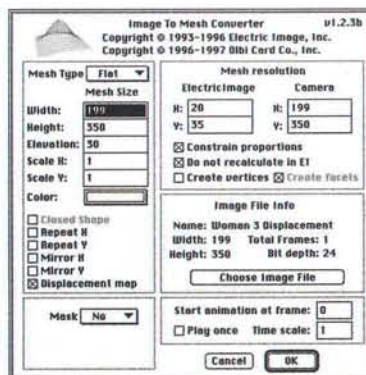 Image To Mesh Converter v1.2.3b
Copyright © 1993-1996 Electric Image, Inc.
Copyright © 1996-1997 Olbi Card Co., Inc.
Mesh Type Flat
Mesh Size
Width: 199
Height: 350
Elevation: 30
Scale X: 1
Scale Y: 1
Color:
Closed Shape
Repeat X
Repeat Y
Mirror X
Mirror Y
Displacement map
Mask No
Mesh resolution
ElectricImage Camera
X: 20 X: 199
Y: 35 Y: 350
Constrain proportions
Do not recalculate in EI
Create vertices Create facets
Image File Info
Name: Woman 3 Displacement
Width: 199 Total Frames: 1
Height: 350 Bit depth: 24
Choose Image File
Start animation at frame: 0
Play once Time scale: 1
Cancel OK